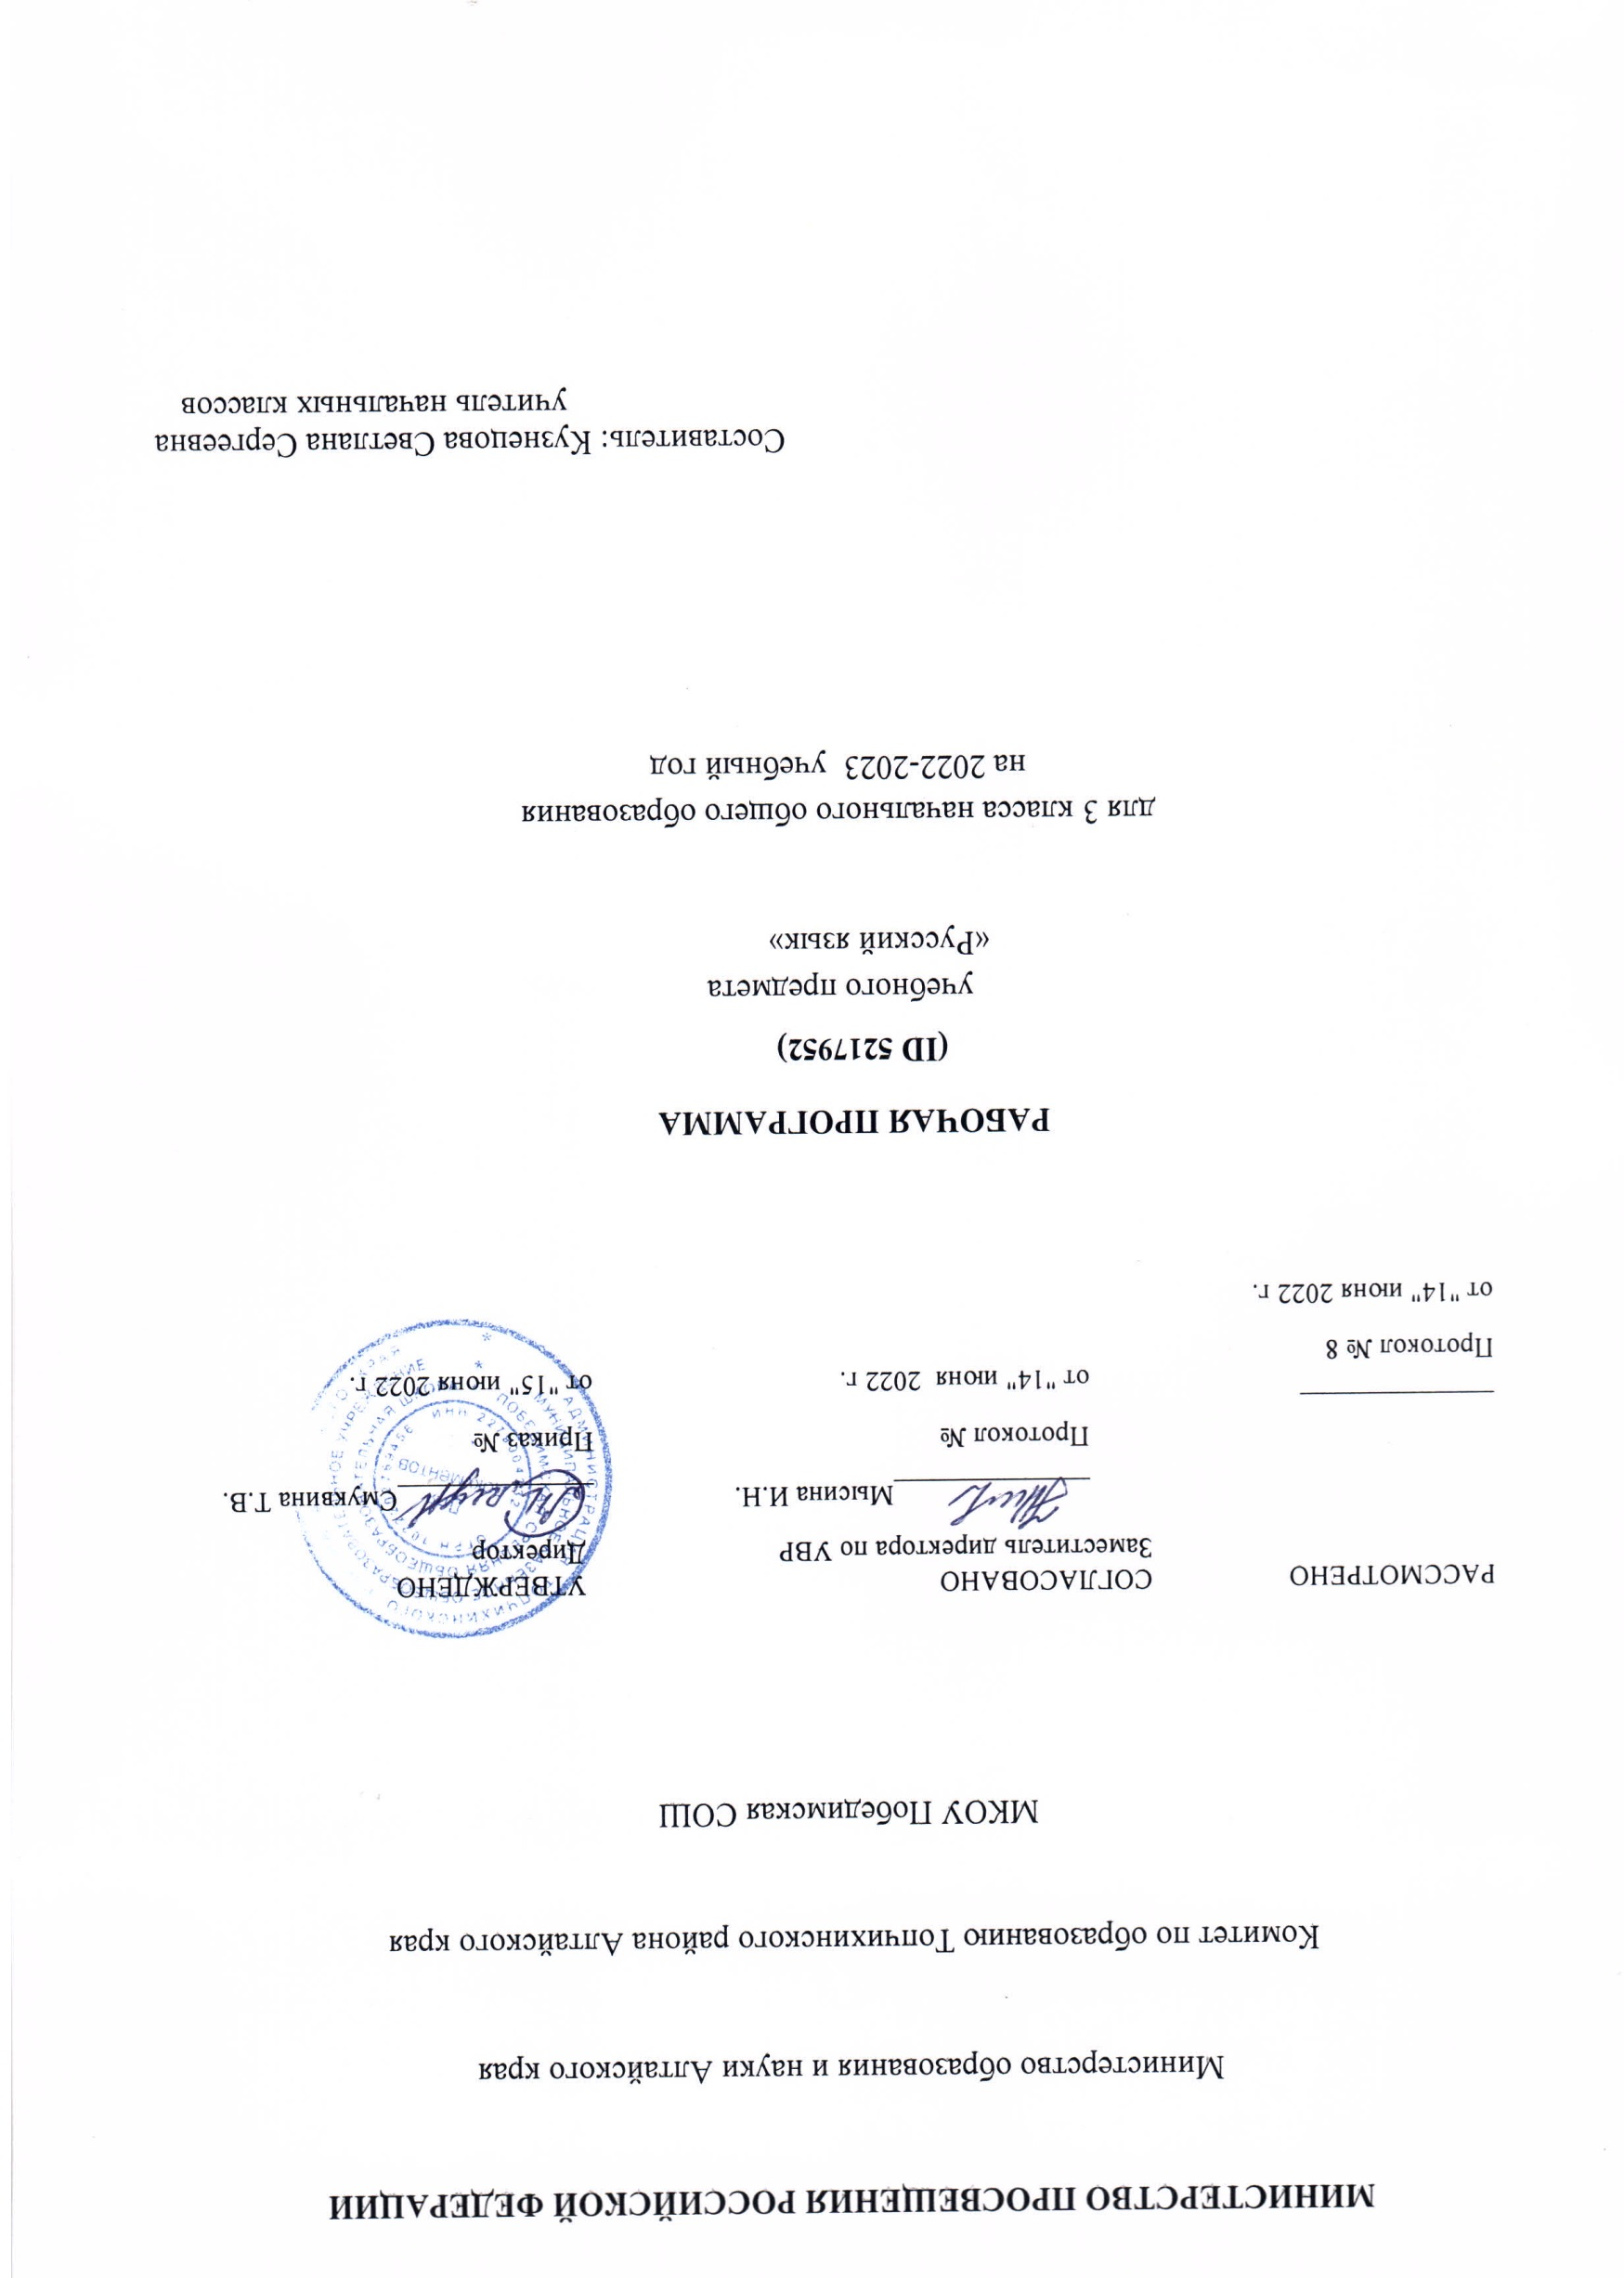 МИНИСТЕРСТВО ПРОСВЕЩЕНИЯ РОССИЙСКОЙ ФЕДЕРАЦИИ
Министерство образования и науки Алтайского края
Комитет по образованию Топчихинского района Алтайского края
МКОУ Победимская СОШ
РАССМОТРЕНО
Протокол № 8
от "14" июня 2022 г.
СОГЛАСОВАНО
Заместитель директора по УВР
Мысина И.Н.
Протокол №
от "14" июня 2022 г.
УТВЕРЖДЕНО
Директор
Смуквина Т.В.
Приказ №
от "15" июня 2022 г.
РАБОЧАЯ ПРОГРАММА
(ID 5217952)
учебного предмета
«Русский язык»
для 3 класса начального общего образования
на 2022-2023 учебный год
Составитель: Кузнецова Светлана Сергеевна
учитель начальных классов